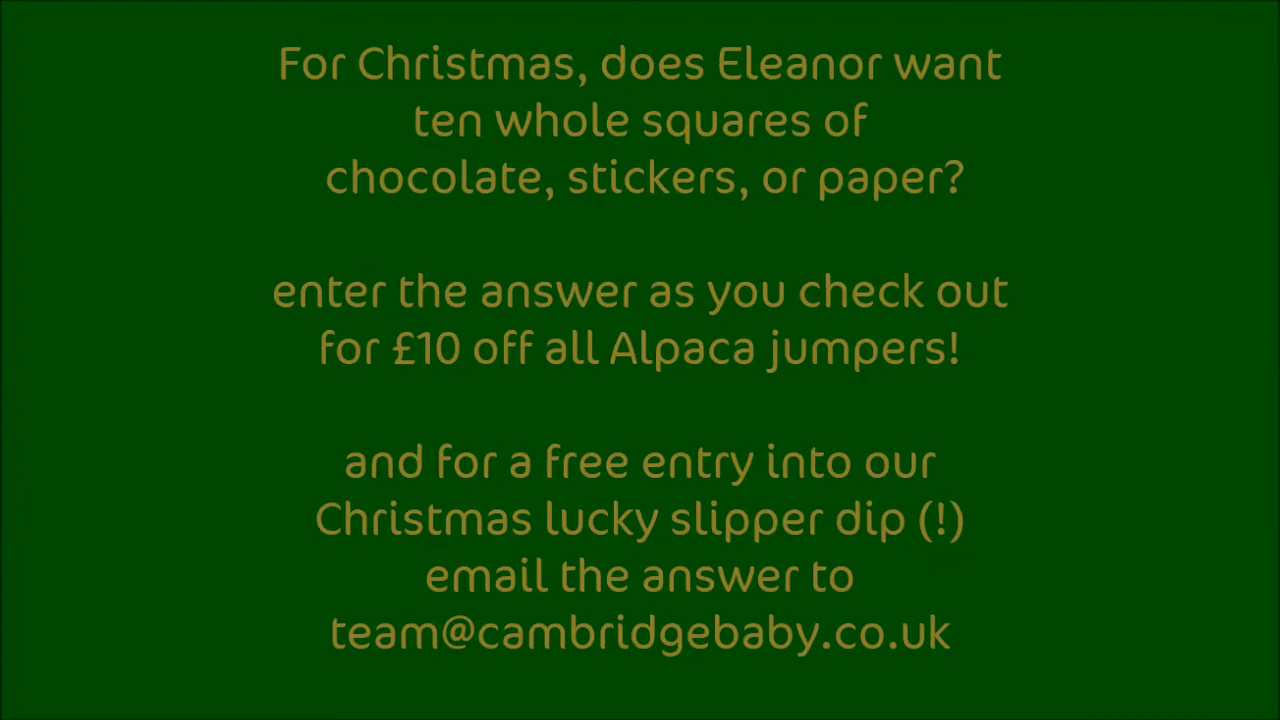 For Christmas, does Eleanor want
ten whole squares of
chocolate, stickers, or paper?
enter the answer as you check out
for £10 off all Alpaca jumpers!
and for a free entry into our
Christmas lucky slipper dip (!)
email the answer to
team@cambridgebaby.co.uk